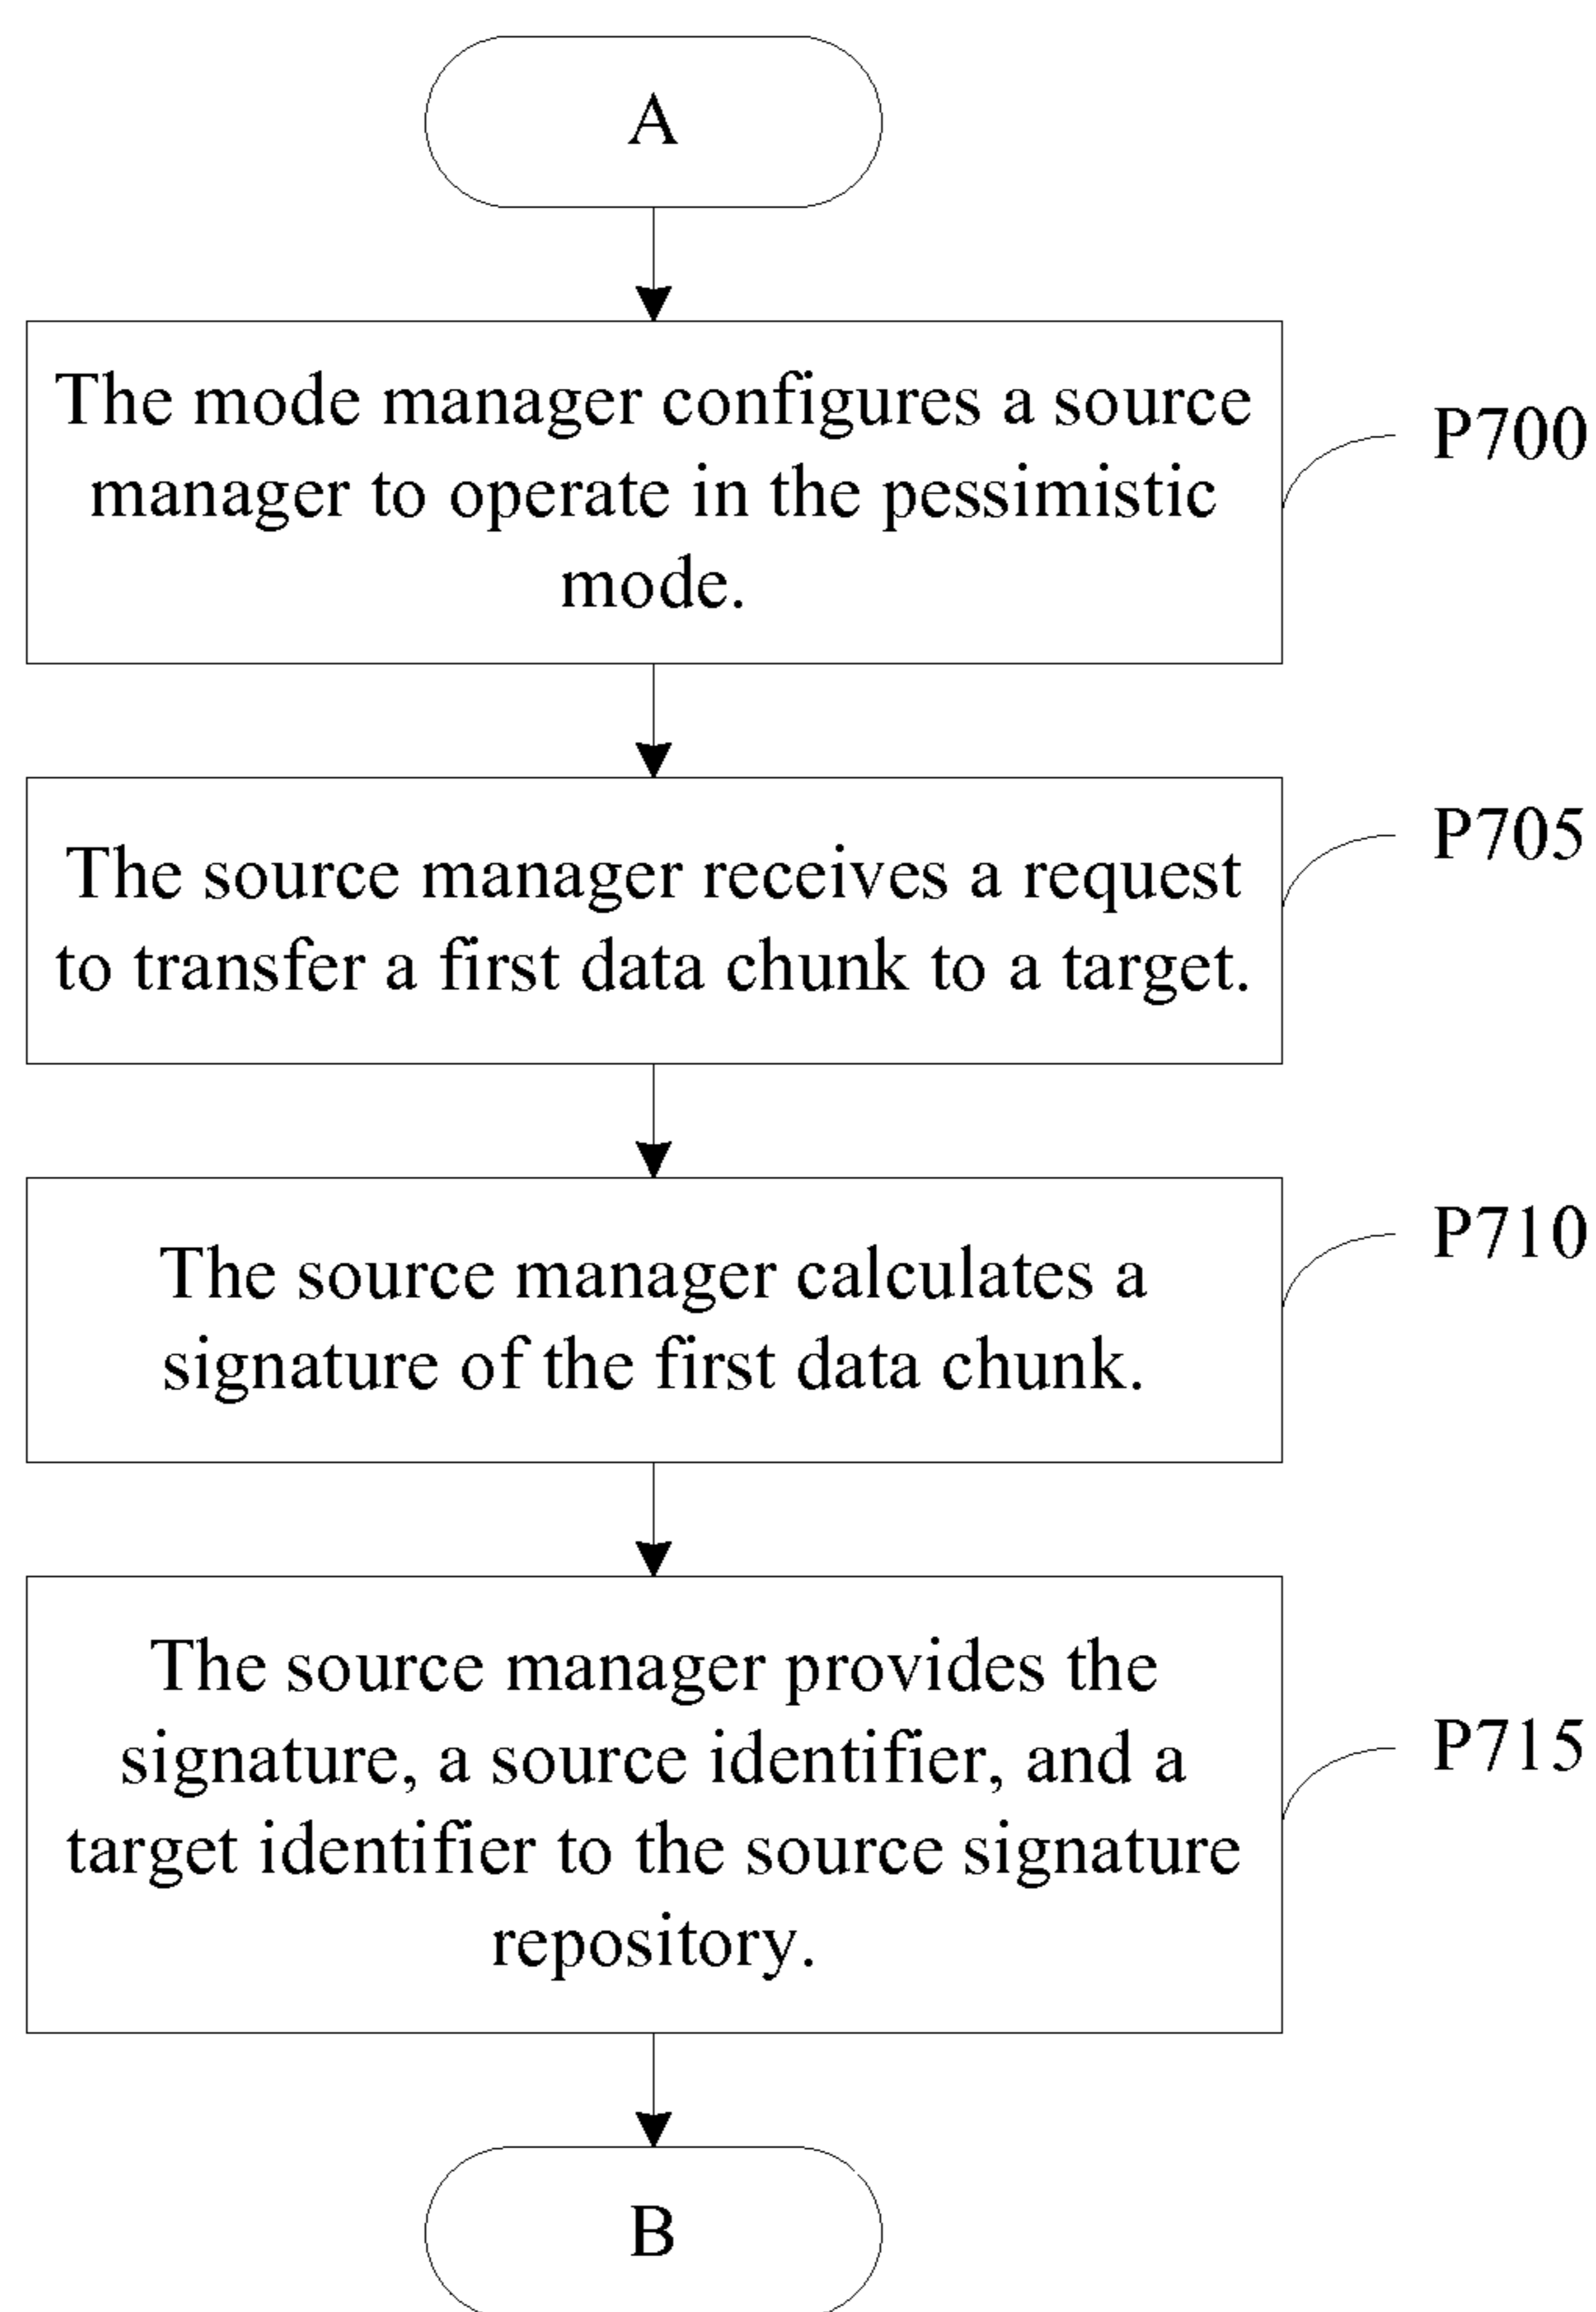 A
The mode manager configures a source
manager to operate in the pessimistic
mode.
P700
The source manager receives a request
to transfer a first data chunk to a target.
P705
The source manager calculates a
signature of the first data chunk.
P710
The source manager provides the
signature, a source identifier, and a
target identifier to the source signature
repository.
P715
B